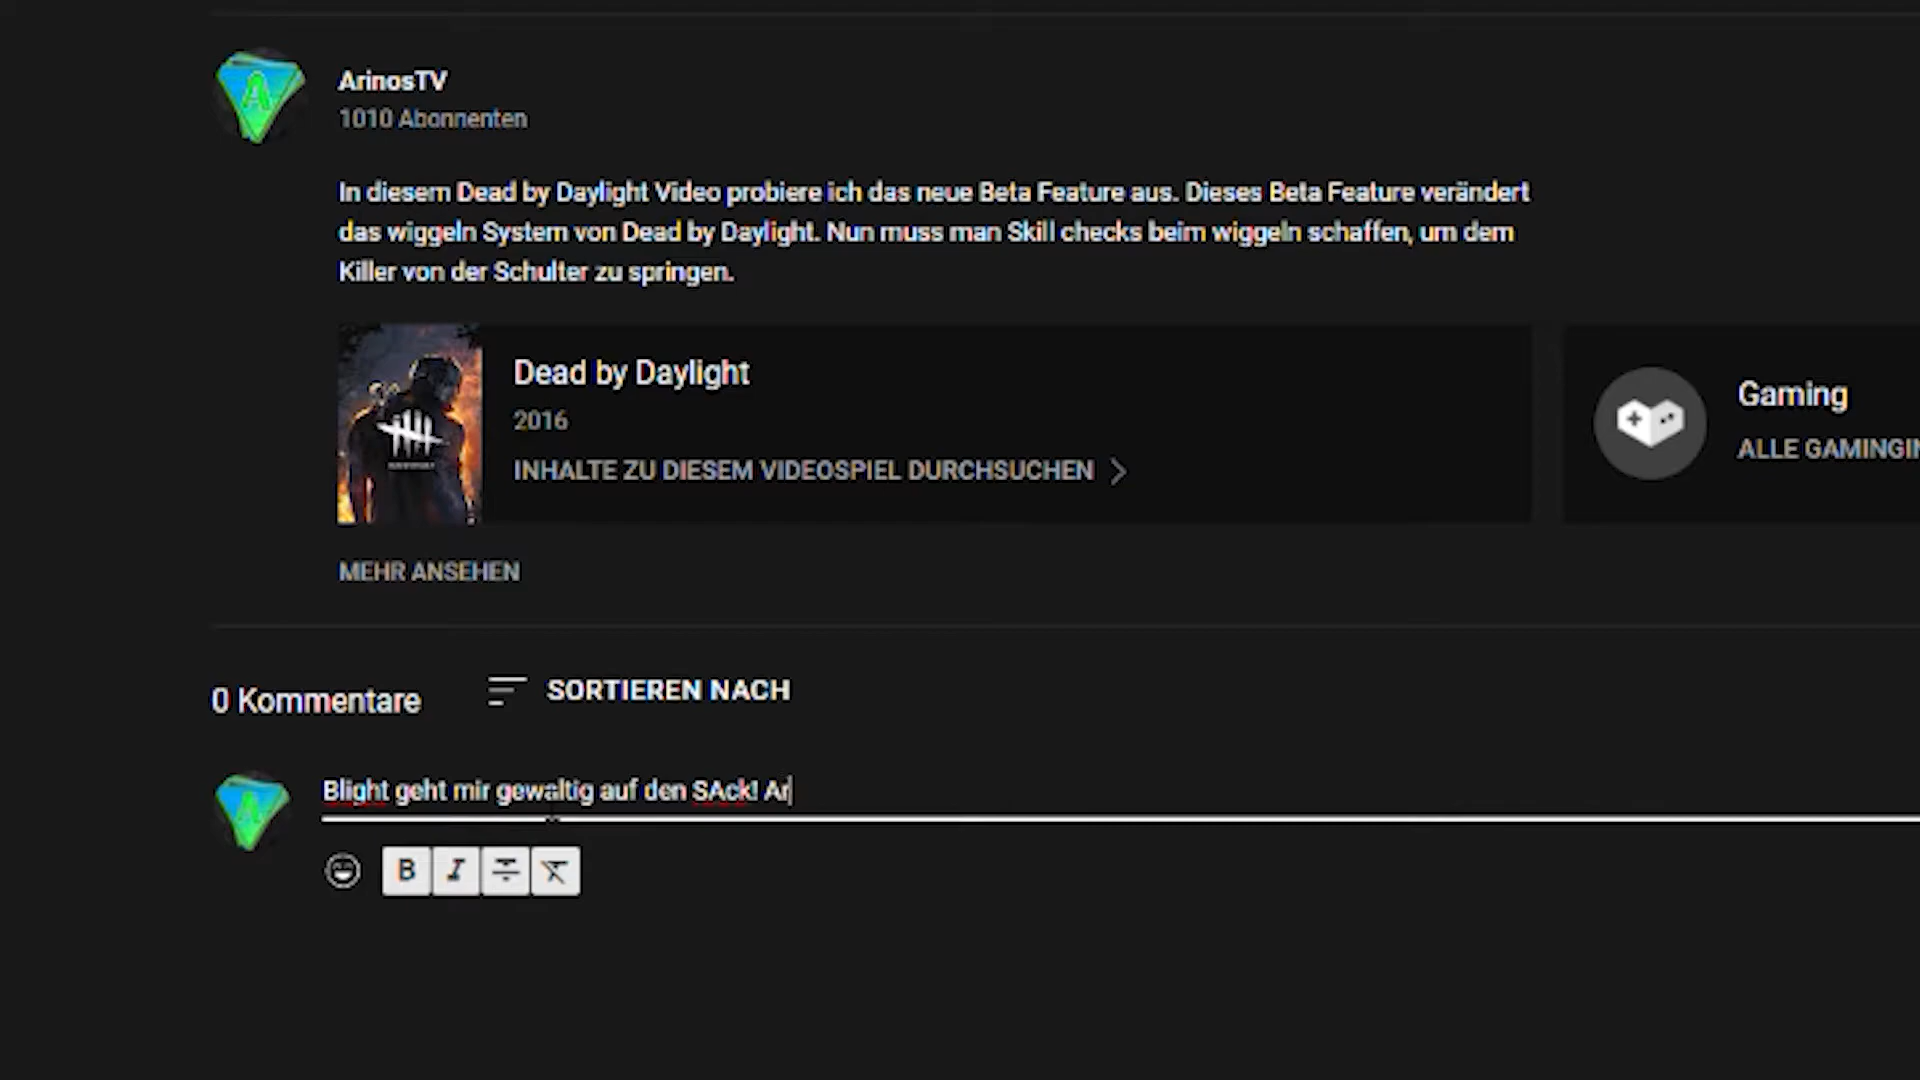 ArinosTV
1010 Abonnenten
In diesem Dead by Daylight Video probiere ich das neue Beta Feature aus. Dieses Beta Feature verändert
das wiggeln System von Dead by Daylight. Nun muss man Skill checks beim wiggeln schaffen, um dem
Killer von der Schulter zu springen.
Dead by Daylight
2016
INHALTE ZU DIESEM VIDEOSPIEL DURCHSUCHEN
Gaming
ALLE GAMINGIN
MEHR ANSEHEN
0 Kommentare
SORTIEREN NACH
Blight geht mir gewaltig auf den SAck! Ar